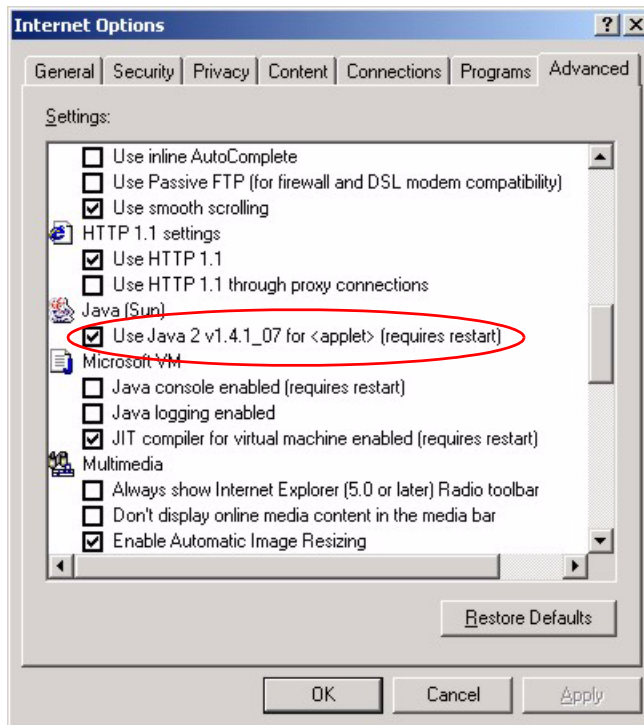 Internet Options
General Security Privacy Content Connections Programs Advanced
Settings:
Use inline AutoComplete
Use Passive FTP (for firewall and DSL modem compatibility)
Use smooth scrolling
HTTP 1.1 settings
Use HTTP 1.1
Use HTTP 1.1 through proxy connections
Java (Sun)
Use Java 2 v1.4.1_07 for <applet> (requires restart)
Microsoft VM
Java console enabled (requires restart)
Java logging enabled
JIT compiler for virtual machine enabled (requires restart)
Multimedia
Always show Internet Explorer (5.0 or later) Radio toolbar
Don't display online media content in the media bar
Enable Automatic Image Resizing
Restore Defaults
OK Cancel Apply